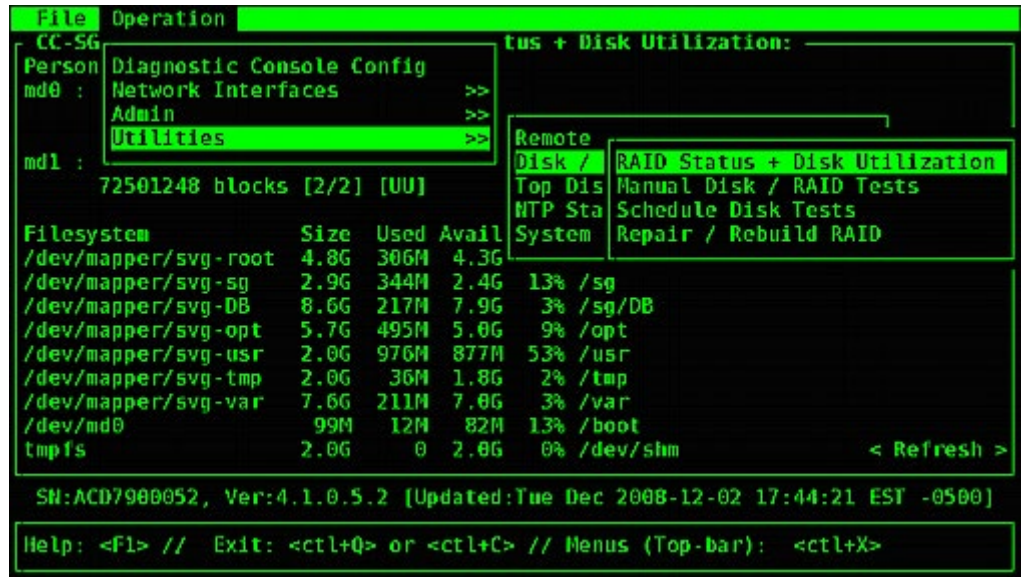 File Operation
CC-SG tus + Disk Utilization:
Person Diagnostic Console Config
md0 : Network Interfaces >>
Admin >>
Utilities >> Remote
md1 : Disk / RAID Status + Disk Utilization
72501248 blocks [2/2] [UU] Top Dis Manual Disk / RAID Tests
NTP Sta Schedule Disk Tests
Filesystem Size Used Avail System Repair / Rebuild RAID
/dev/mapper/svg-root 4.8G 306M 4.3G
/dev/mapper/svg-sg 2.9G 344M 2.4G 13% /sg
/dev/mapper/svg-DB 8.6G 217M 7.9G 3% /sg/DB
/dev/mapper/svg-opt 5.7G 495M 5.0G 9% /opt
/dev/mapper/svg-usr 2.0G 976M 877M 53% /usr
/dev/mapper/svg-tmp 2.0G 36M 1.8G 2% /tmp
/dev/mapper/svg-var 7.6G 211M 7.0G 3% /var
/dev/md0 99M 12M 82M 13% /boot
tmpfs 2.0G 0 2.0G 0% /dev/shm < Refresh >
SN:ACD7900052, Ver:4.1.0.5.2 [Updated:Tue Dec 2008-12-02 17:44:21 EST -0500]
Help: <F1> // Exit: <ctl+Q> or <ctl+C> // Menus (Top-bar): <ctl+X>